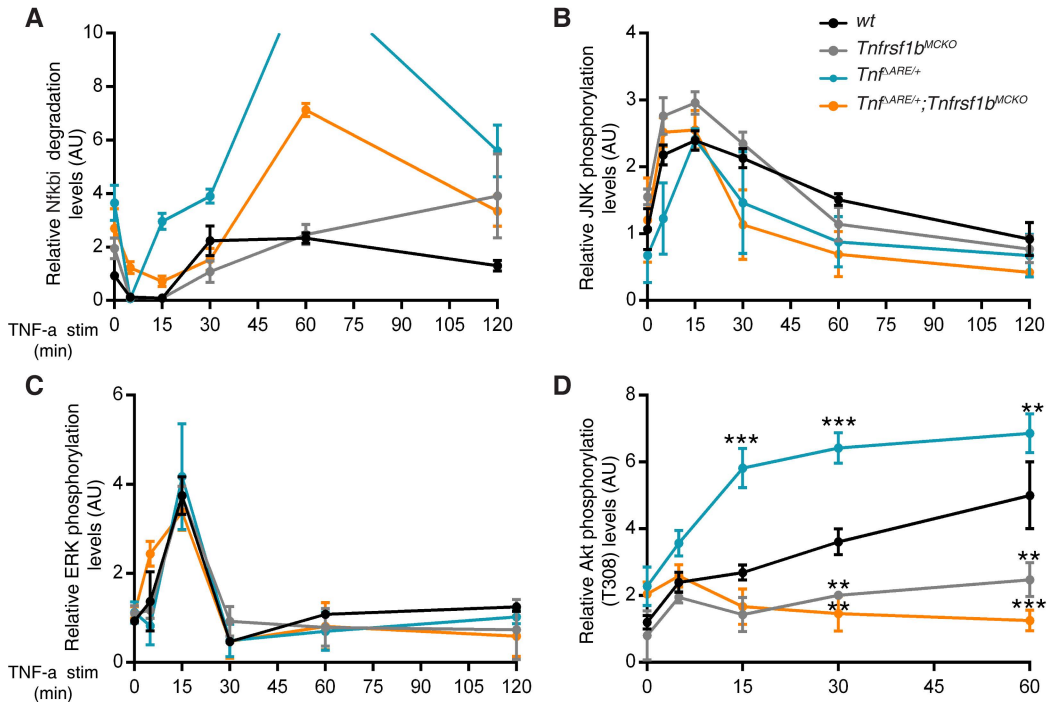 A
Relative Nfkbi degradation
levels (AU)
10
8
6
4
2
0
0 15 30 45 60 75 90 105 120
TNF-a stim
(min)
B
wt
Tnfrsf1bMCKO
TnfΔARE/+
TnfΔARE/+;Tnfrsf1bMCKO
Relative JNK phosphorylation
levels (AU)
4
3
2
1
0
0 15 30 45 60 75 90 105 120
C
Relative ERK phosphorylation
levels (AU)
6
4
2
0
0 15 30 45 60 75 90 105 120
TNF-a stim
(min)
D
Relative Akt phosphorylatio
(T308) levels (AU)
8
6
4
2
0
*** *** **
** **
** ***
0 15 30 45 60